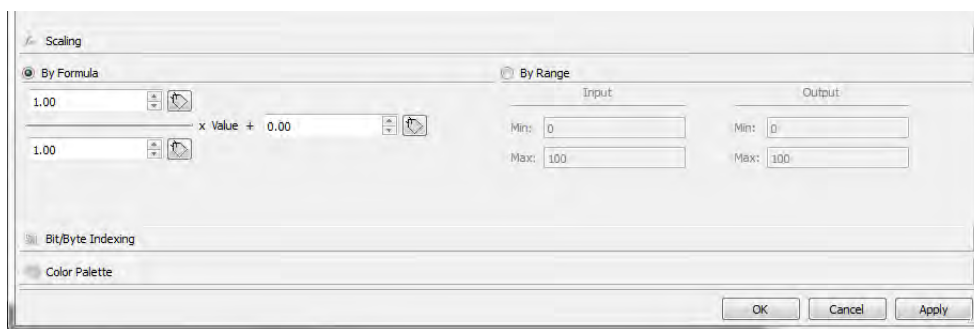 Scaling
By Formula
By Range
1.00
x Value + 0.00
1.00
Input
Output
Min: 0
Min: 0
Max: 100
Max: 100
Bit/Byte Indexing
Color Palette
OK
Cancel
Apply